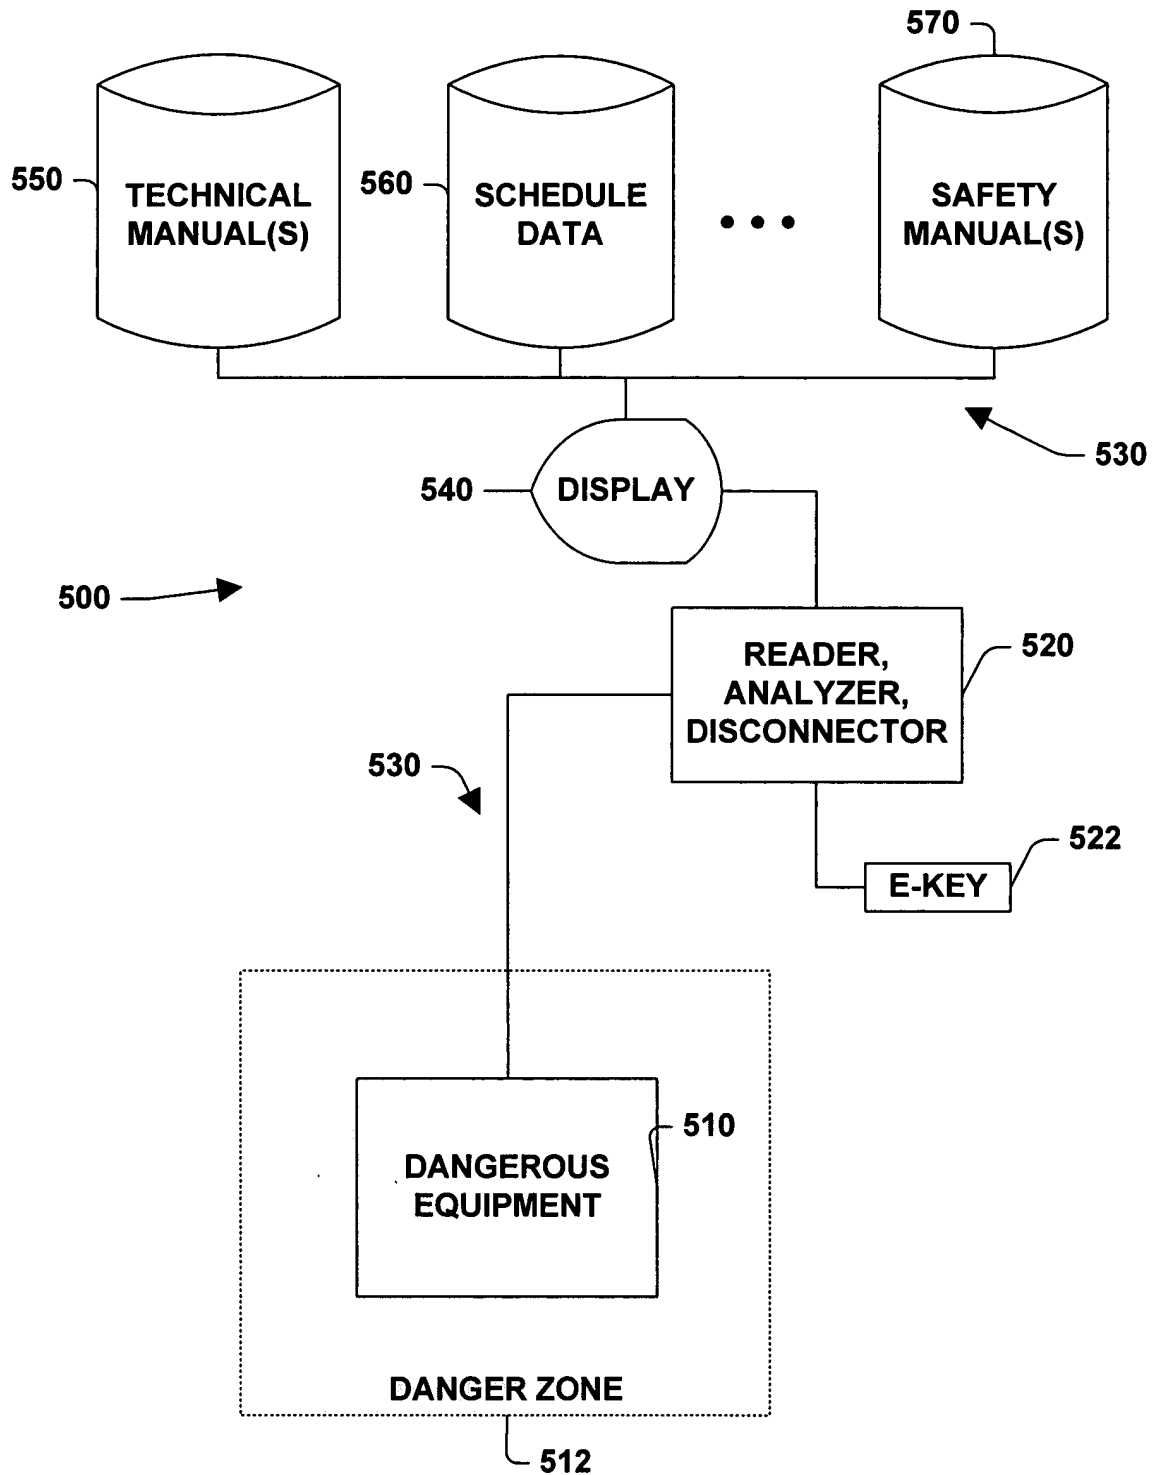 570
550
TECHNICAL
MANUAL(S)
560
SCHEDULE
DATA
SAFETY
MANUAL(S)
530
540
DISPLAY
500
READER,
ANALYZER,
DISCONNECTOR
520
530
522
E-KEY
510
DANGEROUS
EQUIPMENT
DANGER ZONE
512